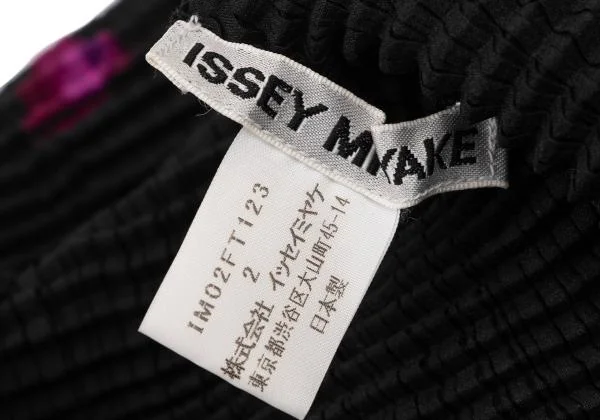 ISSEY MIYAKE
IM02FT123
2
株式会社 イッセイミヤケ
東京都渋谷区大山町45-14
日本製